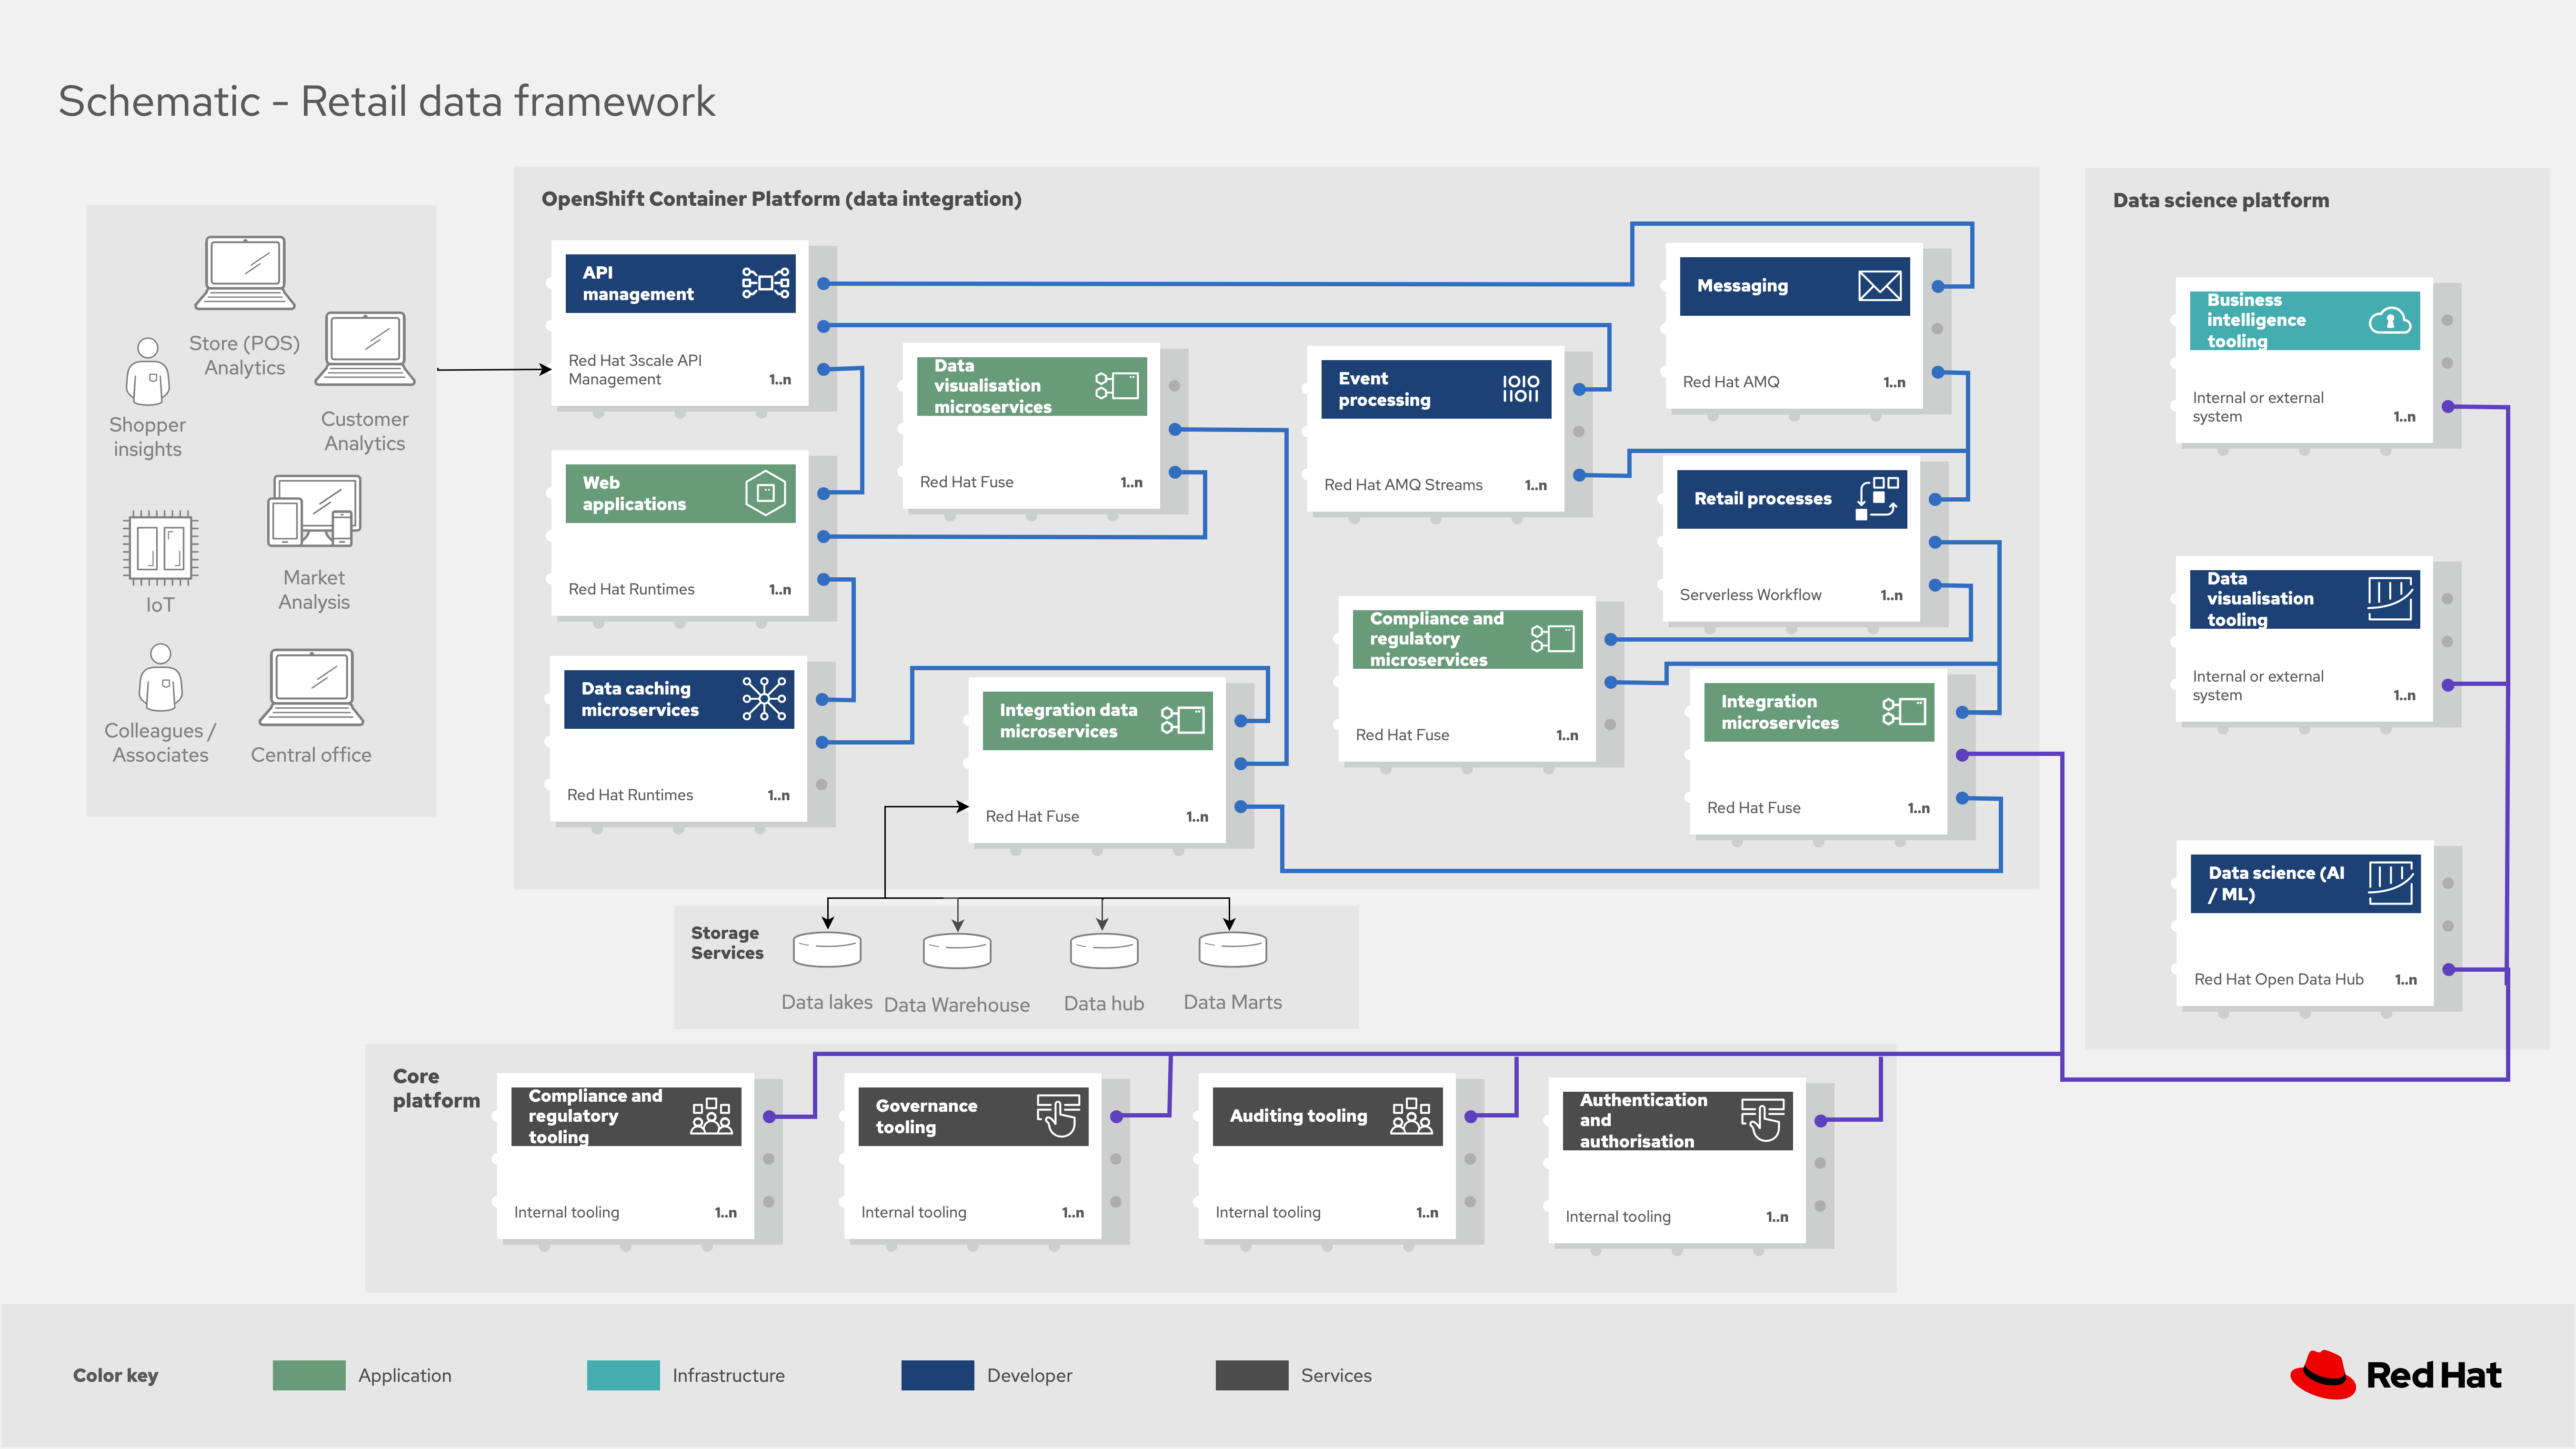 Schematic - Retail data framework
Store (POS)
Analytics
Shopper
insights
Customer
Analytics
IoT
Market
Analysis
Colleagues /
Associates
Central office
OpenShift Container Platform (data integration)
API
management
Red Hat 3scale API
Management
1..n
Web
applications
Red Hat Runtimes
1..n
Data caching
microservices
Red Hat Runtimes
1..n
Data
visualisation
microservices
Red Hat Fuse
1..n
Integration data
microservices
Red Hat Fuse
1..n
Event
processing
IOIO
IIOII
Red Hat AMQ Streams
1..n
Compliance and
regulatory
microservices
Red Hat Fuse
1..n
Messaging
Red Hat AMQ
1..n
Retail processes
Serverless Workflow
1..n
Integration
microservices
Red Hat Fuse
1..n
Data science platform
Business
intelligence
tooling
Internal or external
system
1..n
Data
visualisation
tooling
Internal or external
system
1..n
Data science (AI
/ ML)
Red Hat Open Data Hub
1..n
Storage
Services
Data lakes
Data Warehouse
Data hub
Data Marts
Core
platform
Compliance and
regulatory
tooling
Internal tooling
1..n
Governance
tooling
Internal tooling
1..n
Auditing tooling
Internal tooling
1..n
Authentication
and
authorisation
Internal tooling
1..n
Color key
Application
Infrastructure
Developer
Services
Red Hat